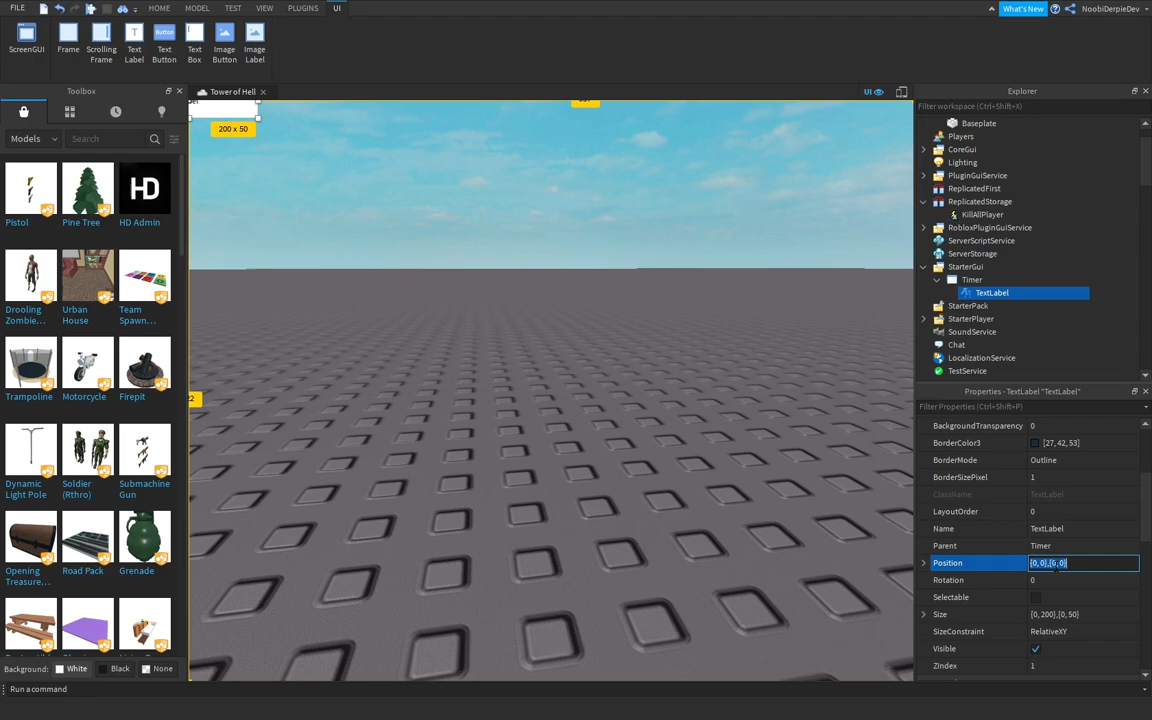 FILE
HOME
MODEL
TEST
VIEW
PLUGINS
UI
What's New
NoobiDerpieDev
ScreenGUI
Frame
Scrolling
Frame
Text
Label
Text
Button
Text
Box
Image
Button
Image
Label
Button
Toolbox
Tower of Hell
UI
Explorer
Filter workspace (Ctrl+Shift+X)
Models
Search
200 x 50
Pistol
Pine Tree
HD
HD Admin
Drooling
Zombie...
Urban
House
Team
Spawn...
Trampoline
Motorcycle
Firepit
Dynamic
Light Pole
Soldier
(Rthro)
Submachine
Gun
Opening
Treasure...
Road Pack
Grenade
Background:
White
Black
None
Run a command
Baseplate
Players
CoreGui
Lighting
PluginGuiService
ReplicatedFirst
ReplicatedStorage
KillAllPlayer
RobloxPluginGuiService
ServerScriptService
ServerStorage
StarterGui
Timer
TextLabel
StarterPack
StarterPlayer
SoundService
Chat
LocalizationService
TestService
Properties - TextLabel "TextLabel"
Filter Properties (Ctrl+Shift+P)
BackgroundTransparency 0
BorderColor3 [27, 42, 53]
BorderMode Outline
BorderSizePixel 1
ClassName TextLabel
LayoutOrder 0
Name TextLabel
Parent Timer
Position {0, 0},{0, 0}
Rotation 0
Selectable
Size {0, 200},{0, 50}
SizeConstraint RelativeXY
Visible
ZIndex 1